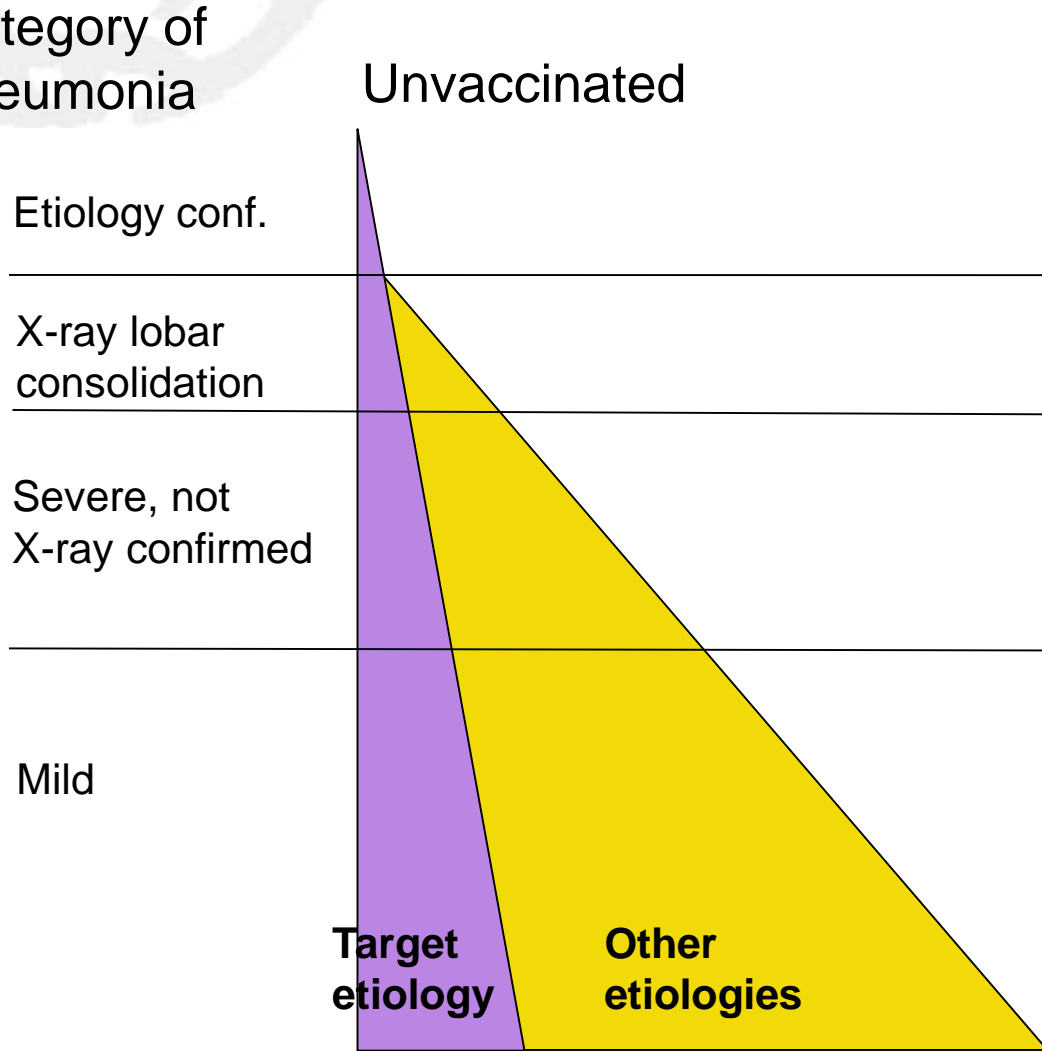 tegory of
eumonia
Unvaccinated
Etiology conf.
X-ray lobar
consolidation
Severe, not
X-ray confirmed
Mild
Target
etiology
Other
etiologies